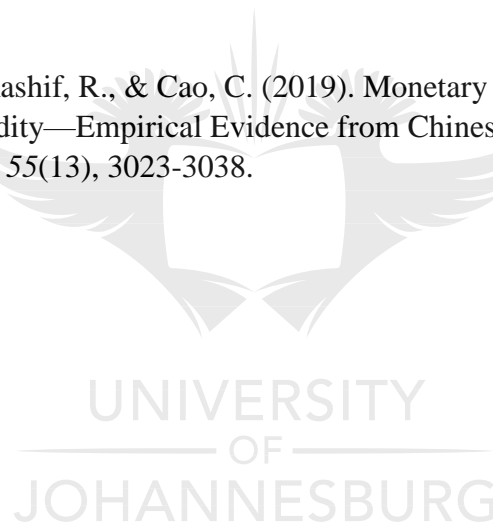 ashif, R., & Cao, C. (2019). Monetary
dity—Empirical Evidence from Chines
55(13), 3023-3038.
UNIVERSITY
OF
JOHANNESBURG